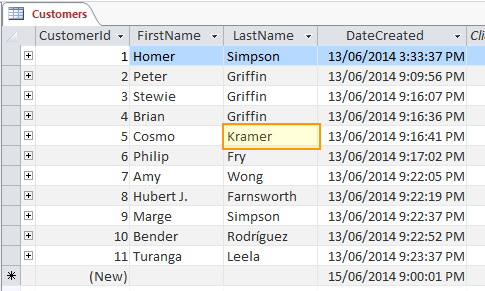 Customers
CustomerId FirstName LastName DateCreated Cli
1 Homer Simpson 13/06/2014 3:33:37 PM
2 Peter Griffin 13/06/2014 9:09:56 PM
3 Stewie Griffin 13/06/2014 9:16:07 PM
4 Brian Griffin 13/06/2014 9:16:36 PM
5 Cosmo Kramer 13/06/2014 9:16:41 PM
6 Philip Fry 13/06/2014 9:17:02 PM
7 Amy Wong 13/06/2014 9:22:05 PM
8 Hubert J. Farnsworth 13/06/2014 9:22:19 PM
9 Marge Simpson 13/06/2014 9:22:37 PM
10 Bender Rodríguez 13/06/2014 9:22:52 PM
11 Turanga Leela 13/06/2014 9:23:37 PM
(New) 15/06/2014 9:00:01 PM